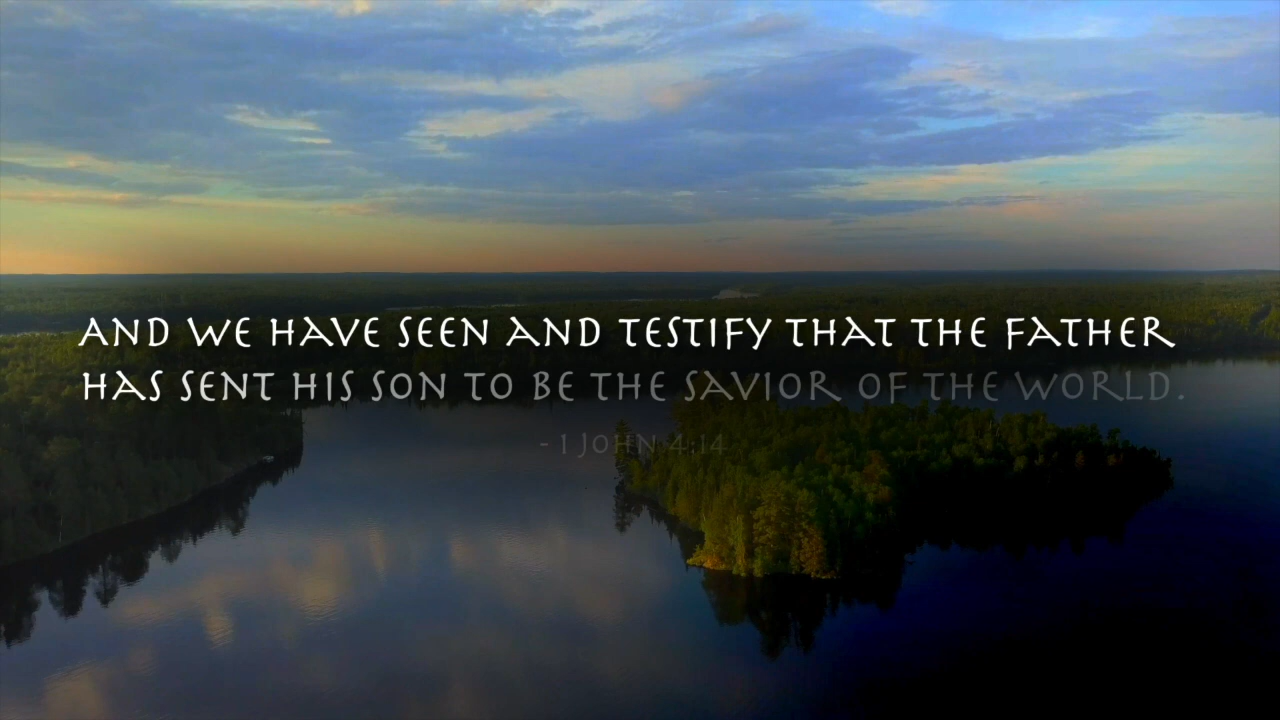 AND WE HAVE SEEN AND TESTIFY THAT THE FATHER
HAS SENT HIS SON TO BE THE SAVIOR OF THE WORLD.
- 1 JOHN 4:14